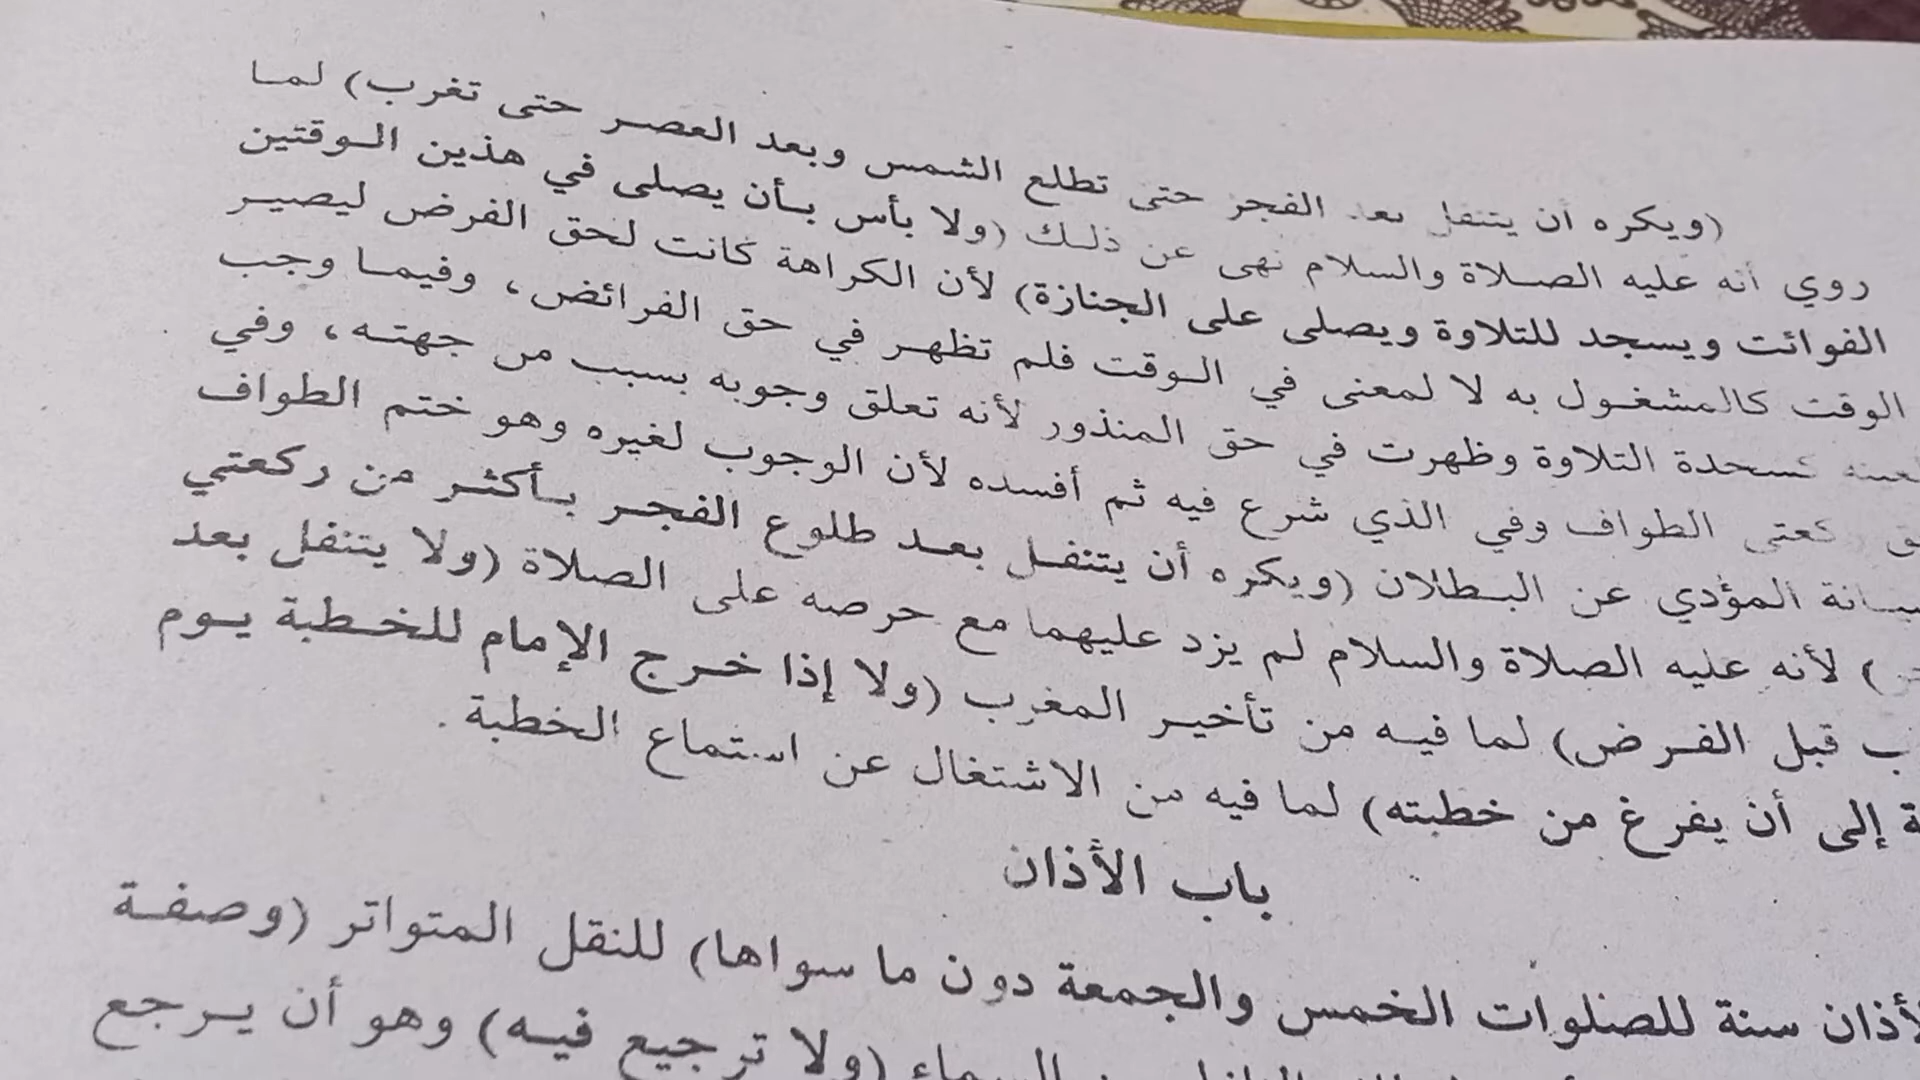 (ويكره أن يتنفل بعد الفجر حتى تطلع الشمس وبعد العصر حتى تغرب) لما
روي أنه عليه الصلاة والسلام نهى عن ذلك (ولا بأس بأن يصلى في هذين الوقتين
الفوائت ويسجد للتلاوة ويصلى على الجنازة) لأن الكراهة كانت لحق الفرض ليصير
الوقت كالمشغول به لا لمعنى في الوقت فلم تظهر في حق الفرائض، وفيما وجب
كسجدة التلاوة وظهرت في حق المنذور لأنه تعلق وجوبه بسبب من جهته، وفي
ركعتي الطواف وفي الذي شرع فيه ثم أفسده لأن الوجوب لغيره وهو ختم الطواف
المؤدي عن البطلان (ويكره أن يتنفل بعد طلوع الفجر بأكثر من ركعتي
) لأنه عليه الصلاة والسلام لم يزد عليهما مع حرصه على الصلاة (ولا يتنفل بعد
قبل الفرض) لما فيه من تأخير المغرب (ولا إذا خرج الإمام للخطبة يوم
إلى أن يفرغ من خطبته) لما فيه من الاشتغال عن استماع الخطبة.
باب الأذان
الأذان سنة للصلوات الخمس والجمعة دون ما سواها) للنقل المتواتر (وصفة
السماء (ولا ترجيع فيه) وهو أن يرجع